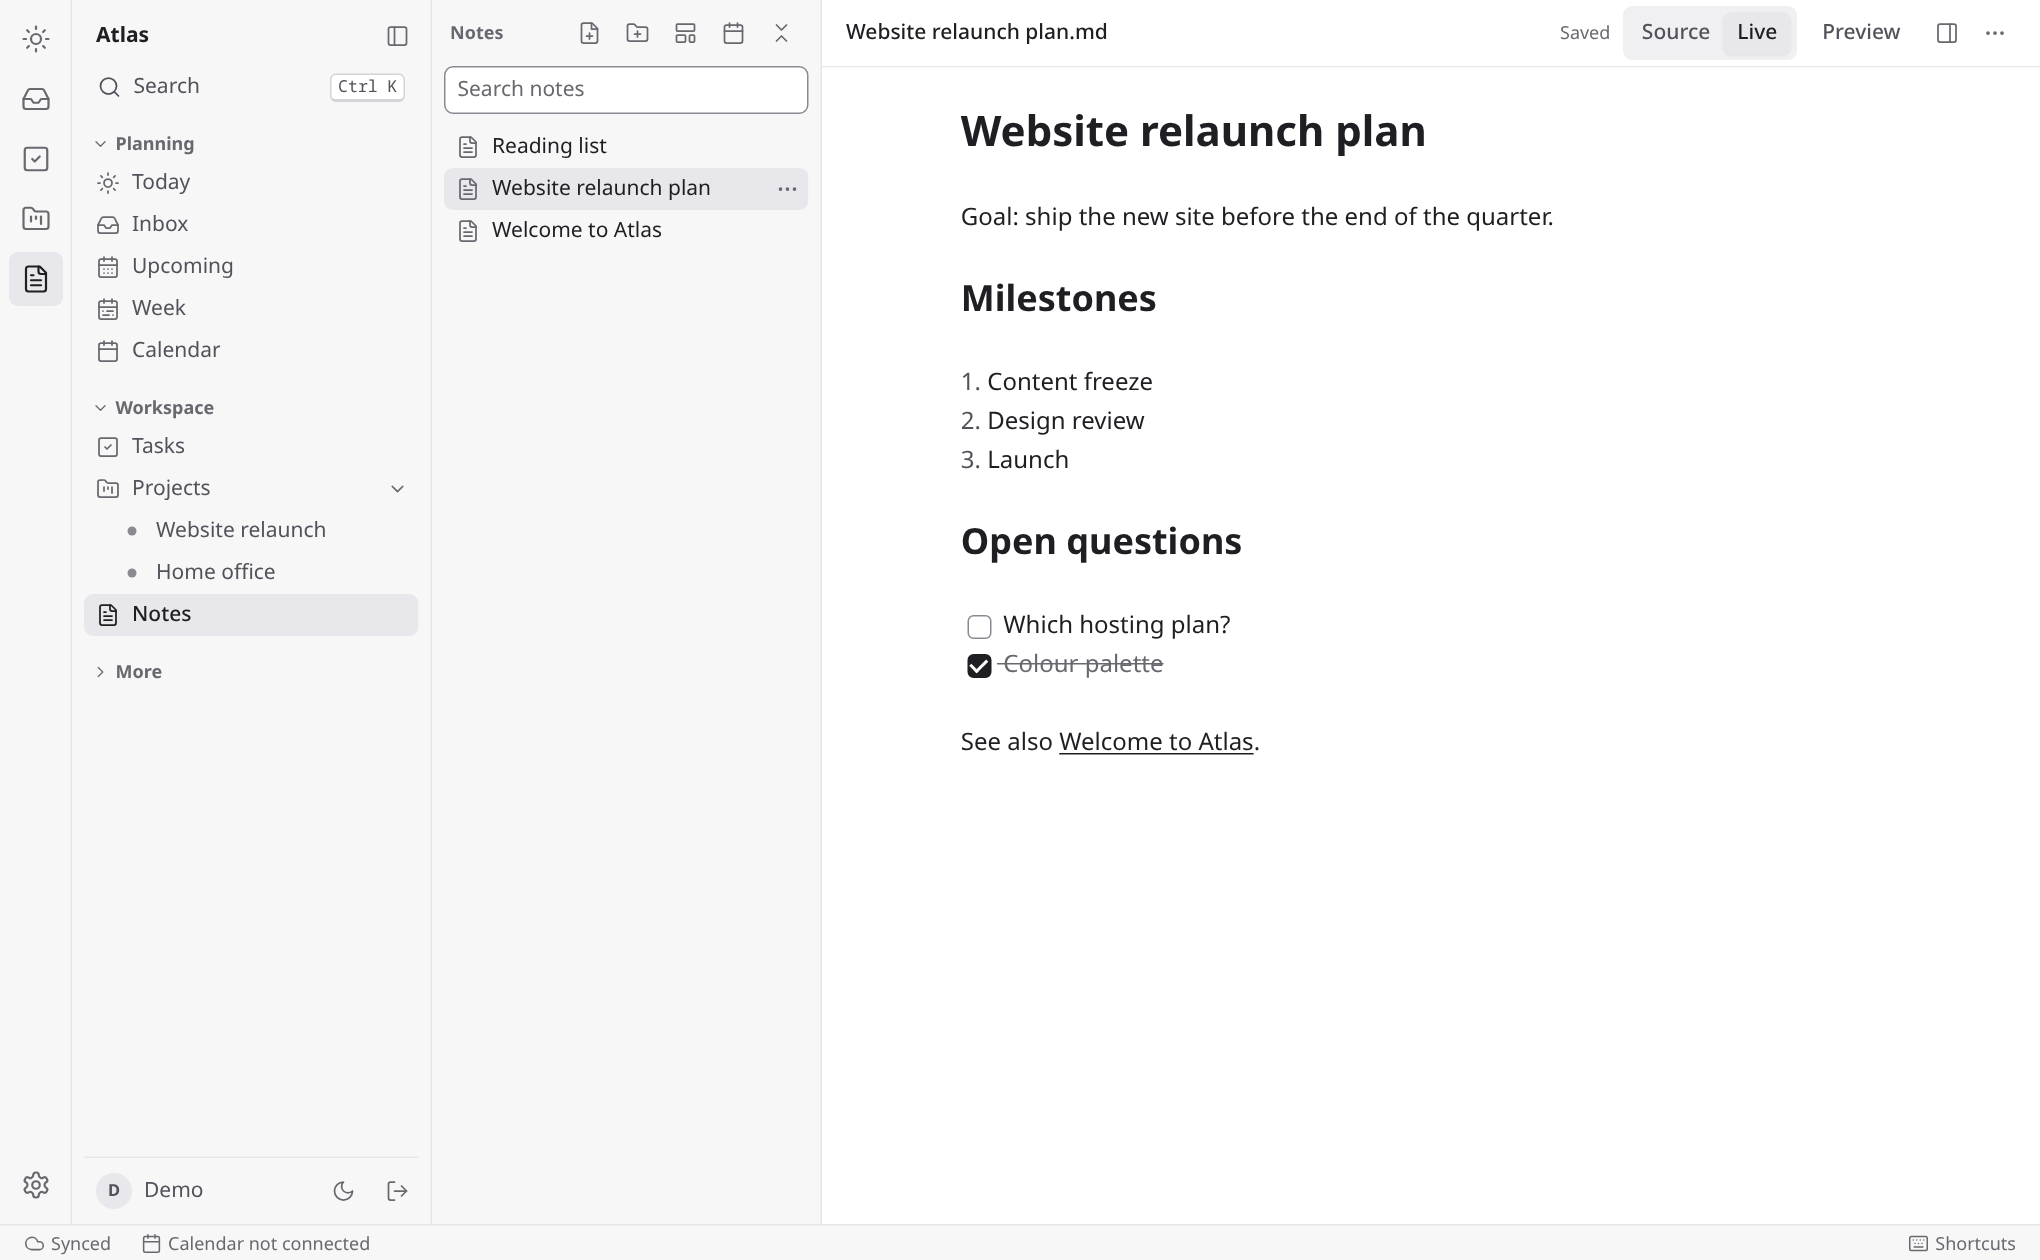 Atlas
Search
Ctrl K
Planning
Today
Inbox
Upcoming
Week
Calendar
Workspace
Tasks
Projects
Website relaunch
Home office
Notes
More
D
Demo
Notes
Search notes
Reading list
Website relaunch plan
Welcome to Atlas
Website relaunch plan.md
Saved
Source
Live
Preview
Website relaunch plan
Goal: ship the new site before the end of the quarter.
Milestones
1. Content freeze
2. Design review
3. Launch
Open questions
Which hosting plan?
Colour palette
See also Welcome to Atlas.
Synced
Calendar not connected
Shortcuts